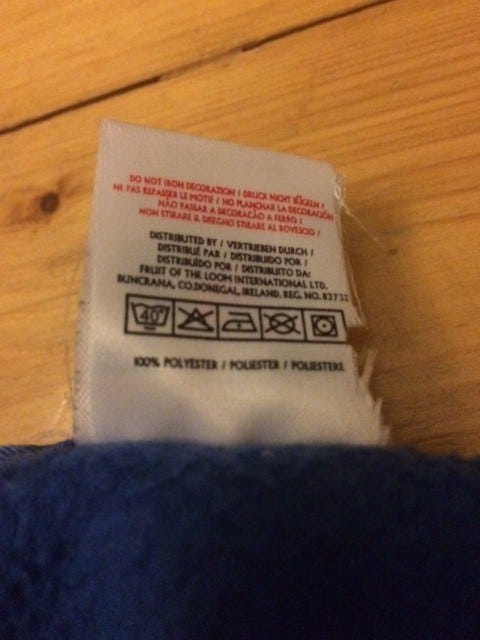 DO NOT IRON DECORATION / DRUCK NICHT BÜGELN /
NE PAS REPASSER LE MOTIF / NO PLANCHAR LA DECORACIÓN
NÃO PASSAR A DECORAÇÃO A FERRO /
NON STIRARE IL DISEGNO STIRARE AL ROVESCIO /
DISTRIBUTED BY / VERTRIEBEN DURCH /
DISTRIBUÉ PAR / DISTRIBUIDO POR /
DISTRIBUÍDO POR / DISTRIBUITO DA:
FRUIT OF THE LOOM INTERNATIONAL LTD.
BUNCRANA, CO.DONEGAL, IRELAND. REG. NO. 83732
40°
100% POLYESTER / POLIESTER / POLIESTERE